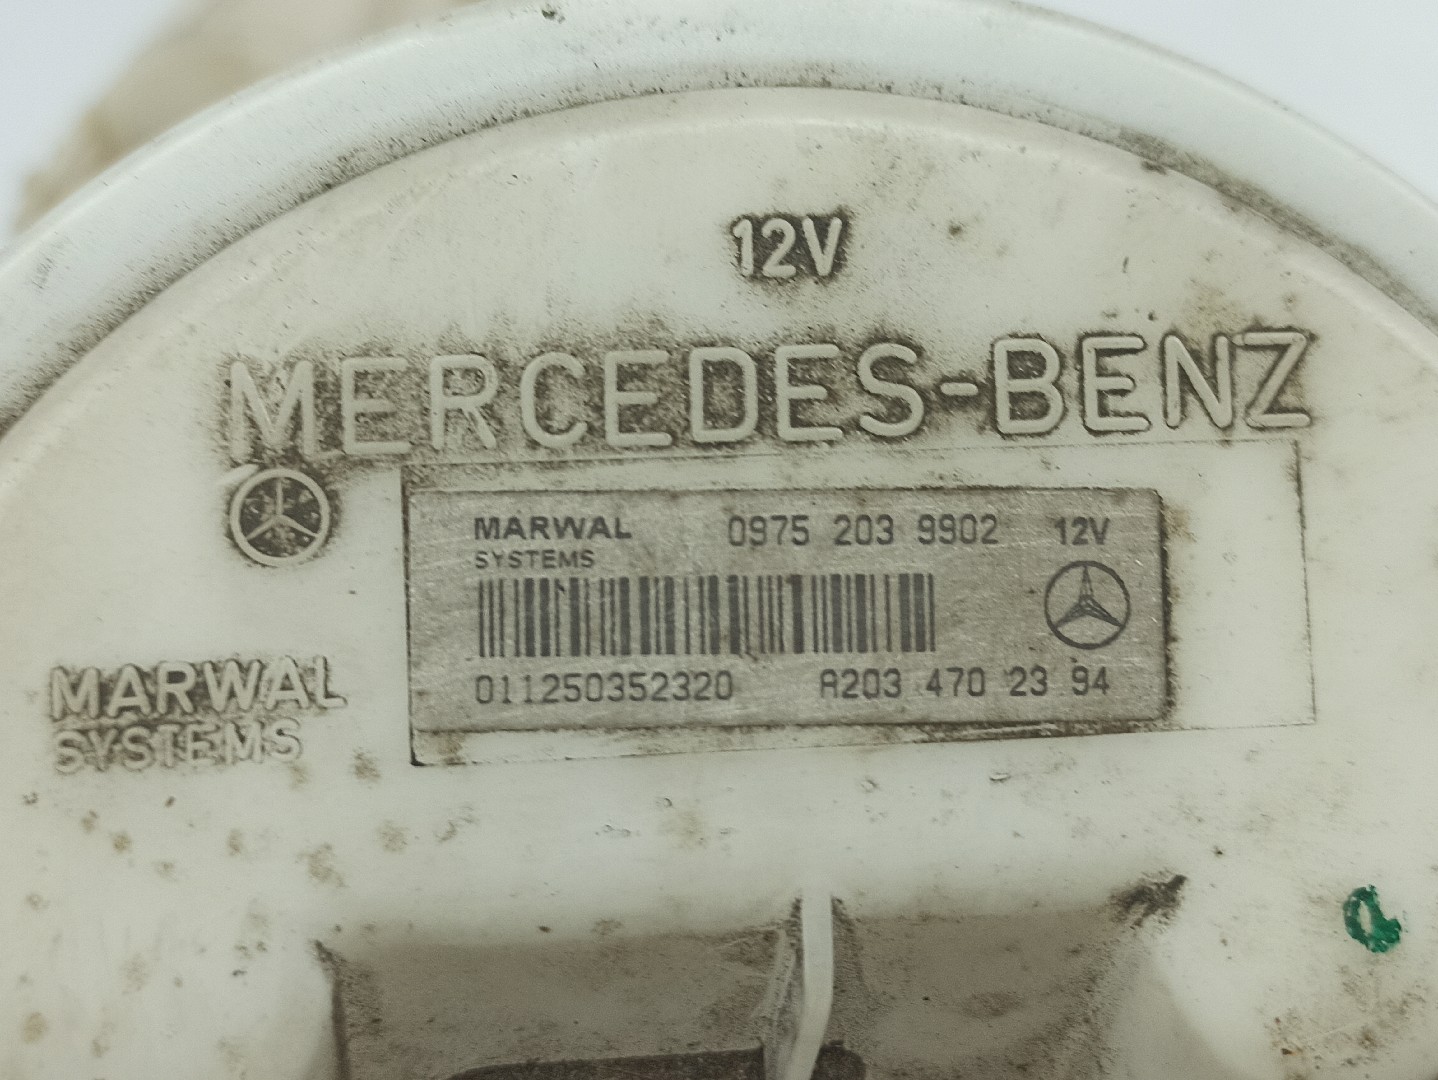 12V
MERCEDES-BENZ
MARWAL 0975 203 9902 12V
SYSTEMS
011250352320 A203 470 23 94
MARWAL
SYSTEMS